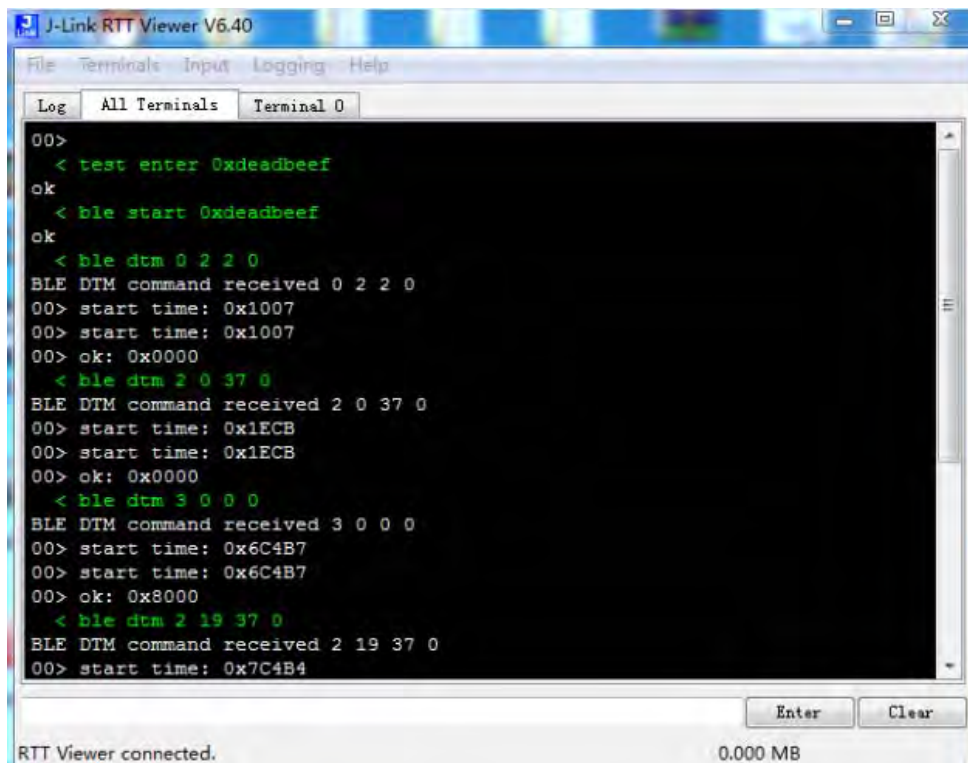 J-Link RTT Viewer V6.40
File Terminals Input Logging Help
Log All Terminals Terminal 0
00>
< test enter 0xdeadbeef
ok
< ble start 0xdeadbeef
ok
< ble dtm 0 2 2 0
BLE DTM command received 0 2 2 0
00> start time: 0x1007
00> start time: 0x1007
00> ok: 0x0000
< ble dtm 2 0 37 0
BLE DTM command received 2 0 37 0
00> start time: 0x1ECB
00> start time: 0x1ECB
00> ok: 0x0000
< ble dtm 3 0 0 0
BLE DTM command received 3 0 0 0
00> start time: 0x6C4B7
00> start time: 0x6C4B7
00> ok: 0x8000
< ble dtm 2 19 37 0
BLE DTM command received 2 19 37 0
00> start time: 0x7C4B4
Enter Clear
RTT Viewer connected. 0.000 MB